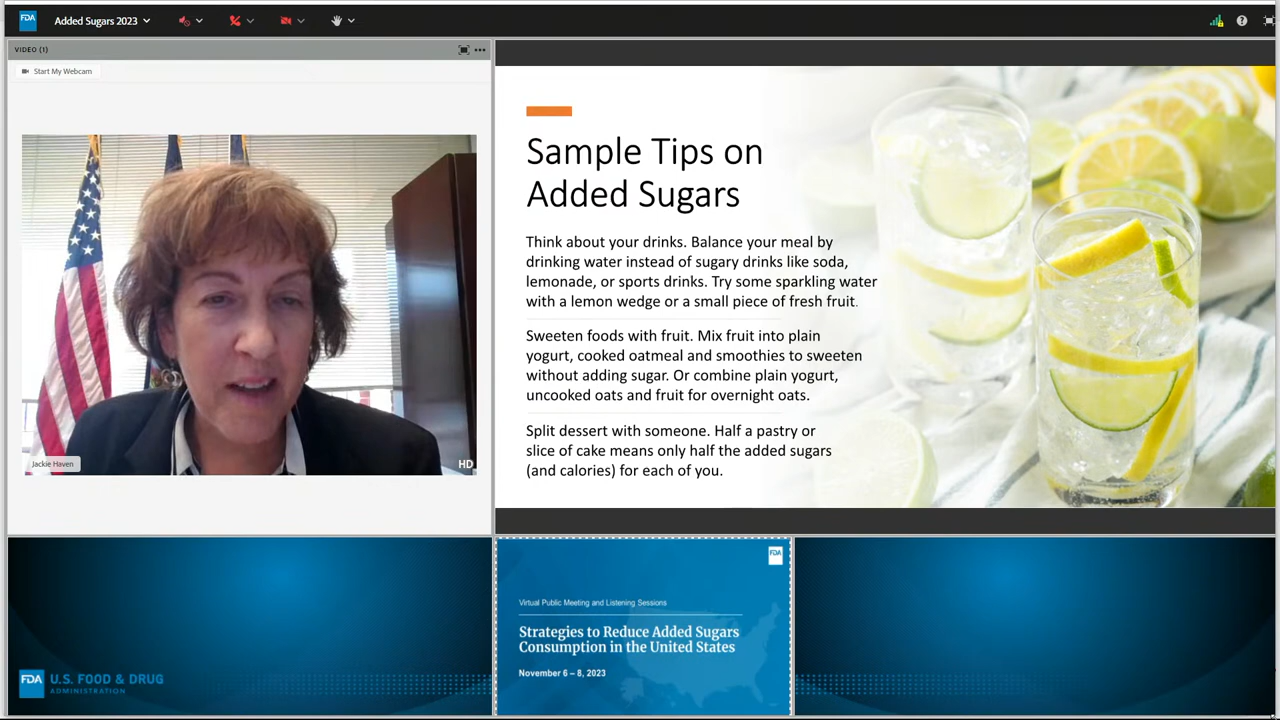 FDA
Added Sugars 2023
VIDEO (1)
Start My Webcam
Jackie Haven
HD
Sample Tips on
Added Sugars
Think about your drinks. Balance your meal by
drinking water instead of sugary drinks like soda,
lemonade, or sports drinks. Try some sparkling water
with a lemon wedge or a small piece of fresh fruit.
Sweeten foods with fruit. Mix fruit into plain
yogurt, cooked oatmeal and smoothies to sweeten
without adding sugar. Or combine plain yogurt,
uncooked oats and fruit for overnight oats.
Split dessert with someone. Half a pastry or
slice of cake means only half the added sugars
(and calories) for each of you.
FDA U.S. FOOD & DRUG
ADMINISTRATION
FDA
Virtual Public Meeting and Listening Sessions
Strategies to Reduce Added Sugars
Consumption in the United States
November 6 – 8, 2023